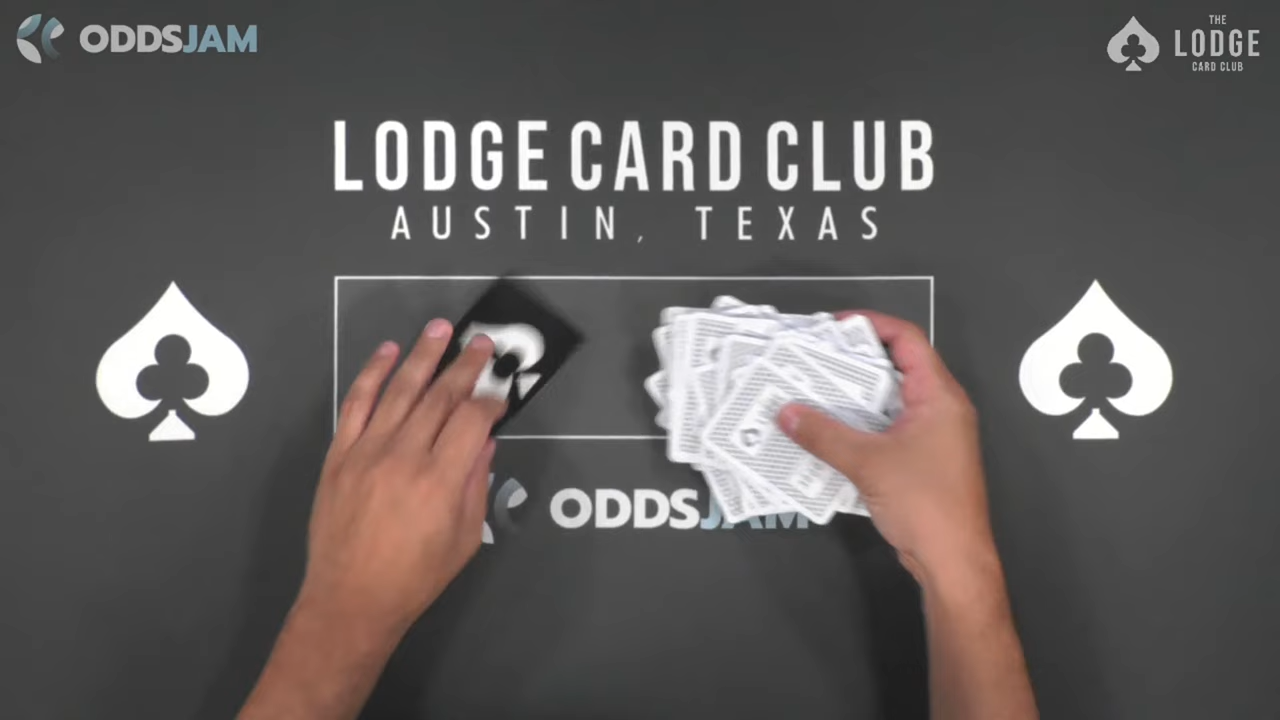 ODDSJAM
THE
LODGE
CARD CLUB
LODGE CARD CLUB
AUSTIN, TEXAS
ODDSJAM